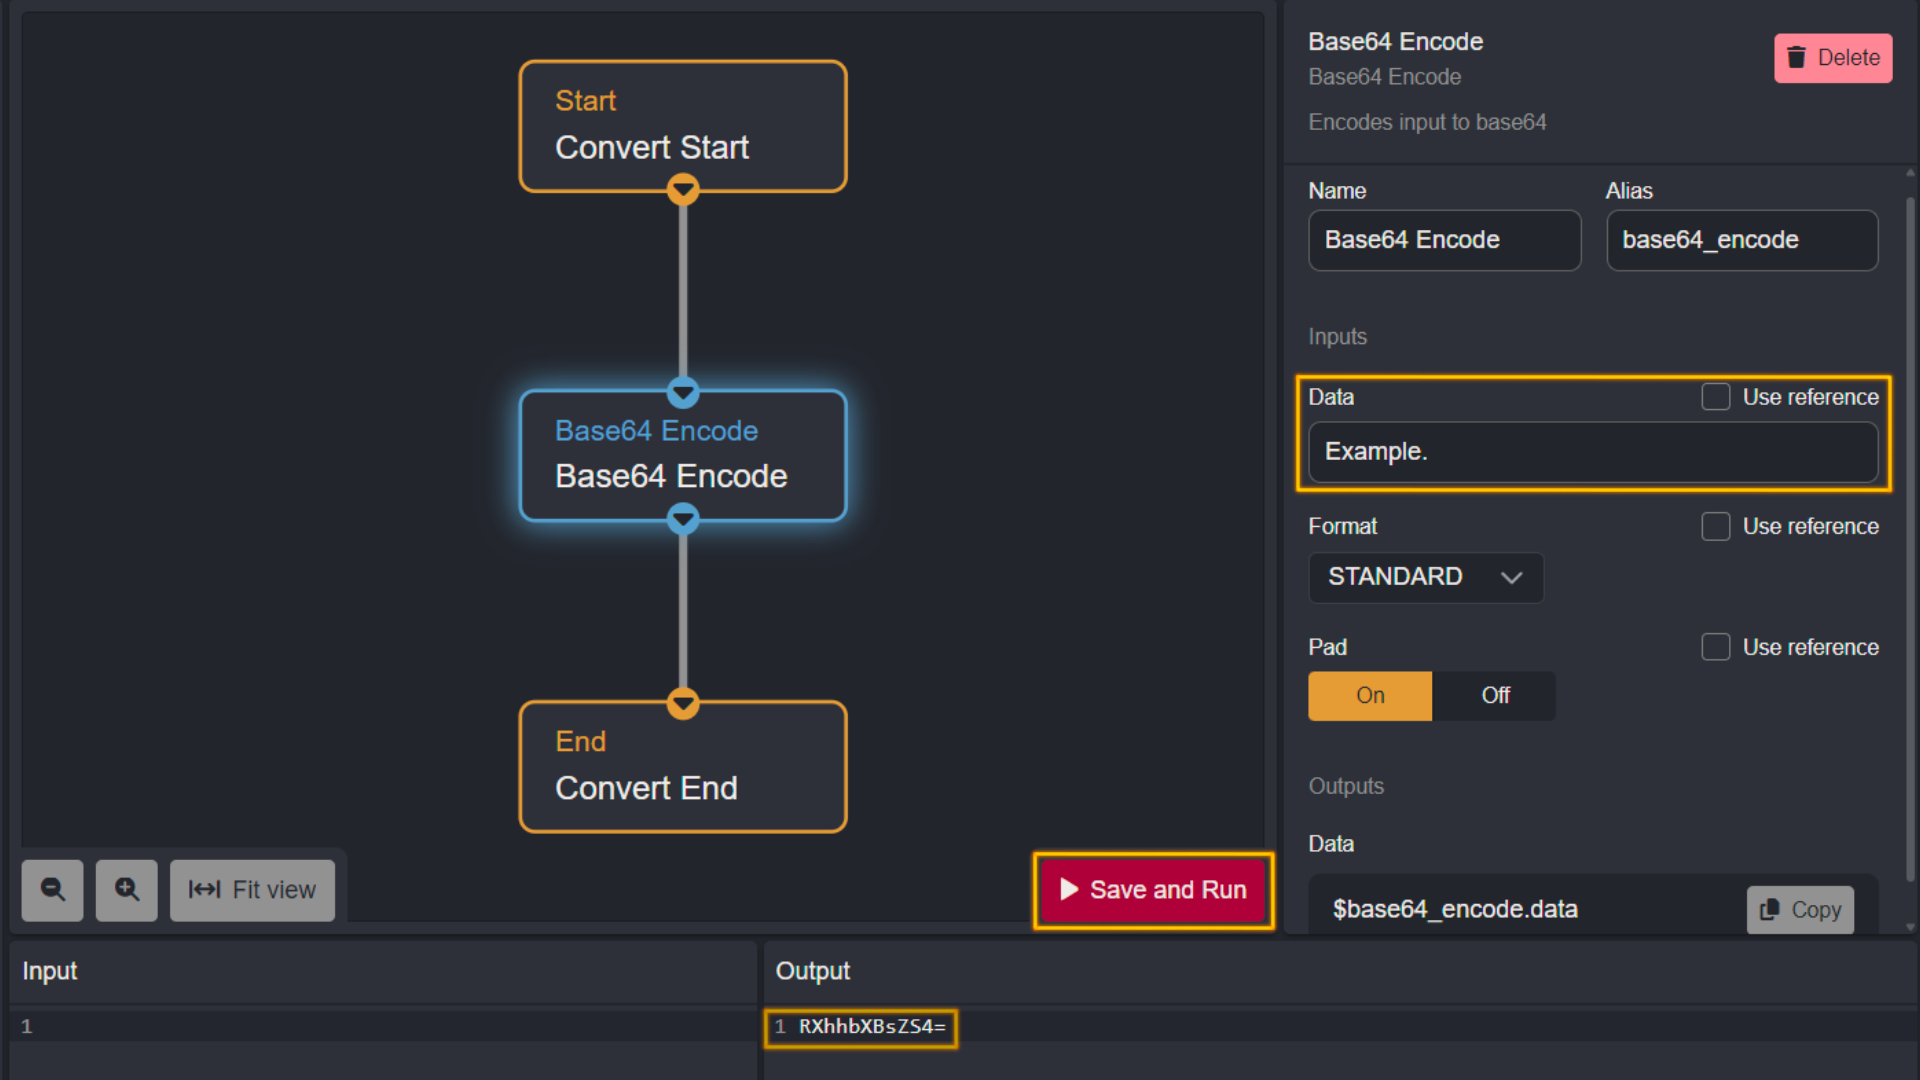 Start
Convert Start
Base64 Encode
Base64 Encode
End
Convert End
Fit view
Save and Run
Base64 Encode
Delete
Base64 Encode
Encodes input to base64
Name Alias
Base64 Encode base64_encode
Inputs
Data Use reference
Example.
Format Use reference
STANDARD
Pad Use reference
On Off
Outputs
Data
$base64_encode.data Copy
Input
1
Output
1 RXhhbXBsZS4=